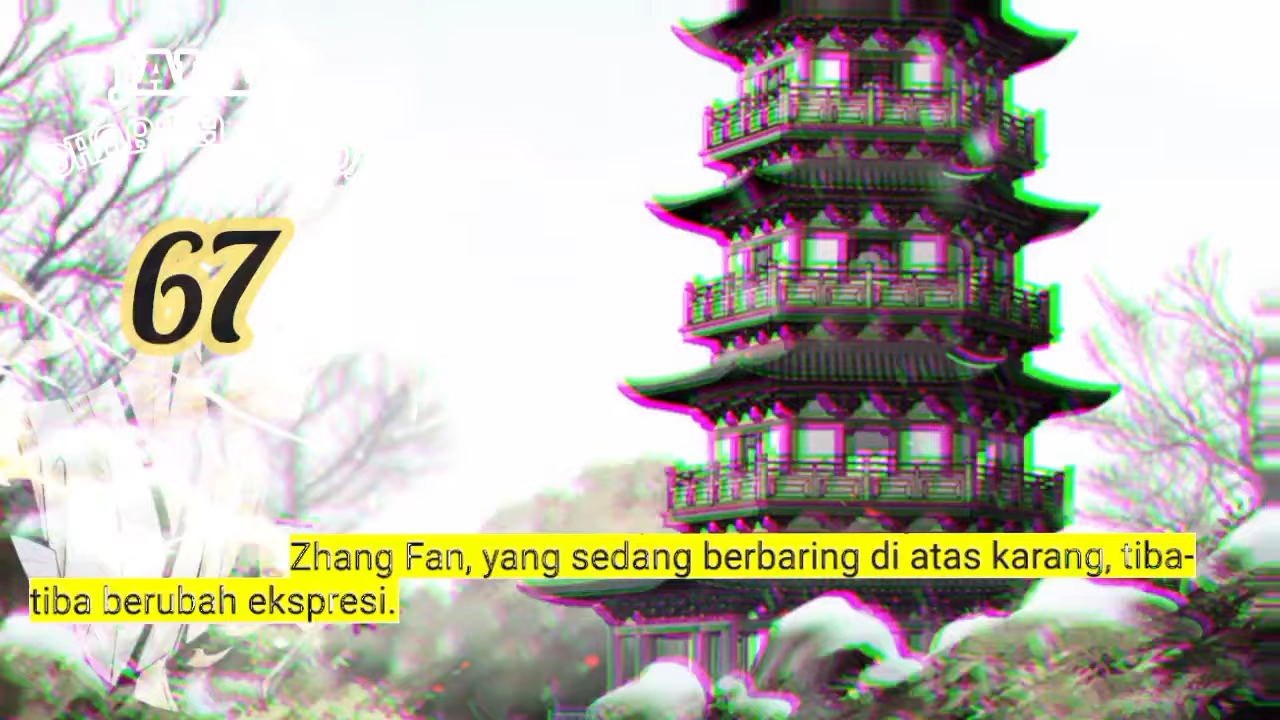 67
Zhang Fan, yang sedang berbaring di atas karang, tiba-
tiba berubah ekspresi.